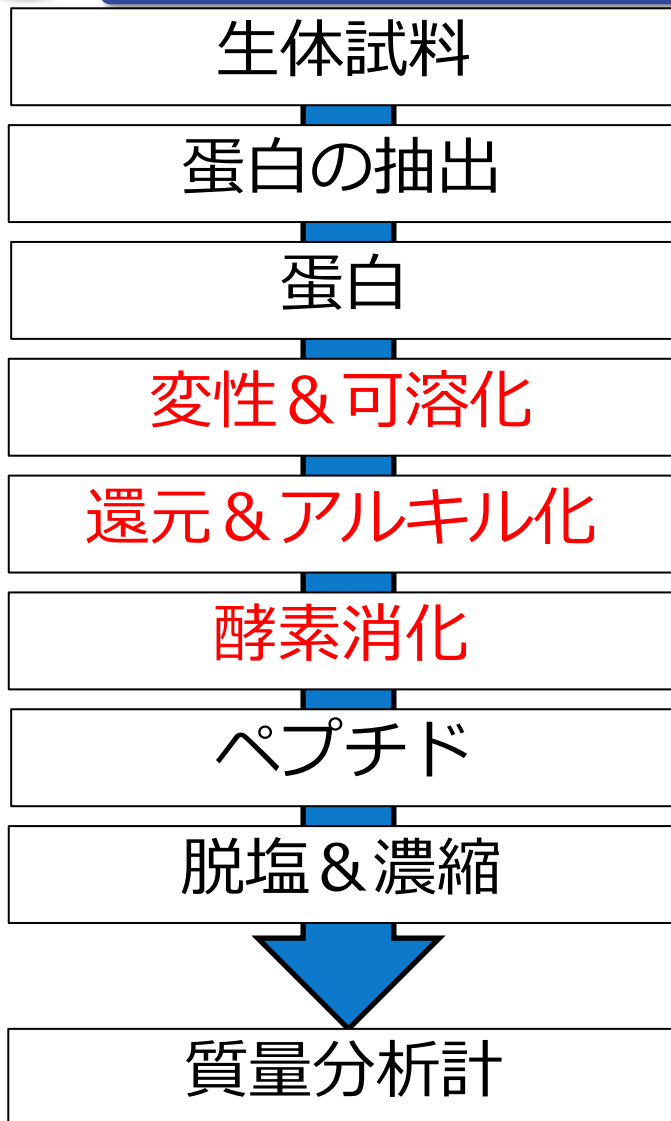 生体試料
蛋白の抽出
蛋白
変性＆可溶化
還元＆アルキル化
酵素消化
ペプチド
脱塩＆濃縮
質量分析計